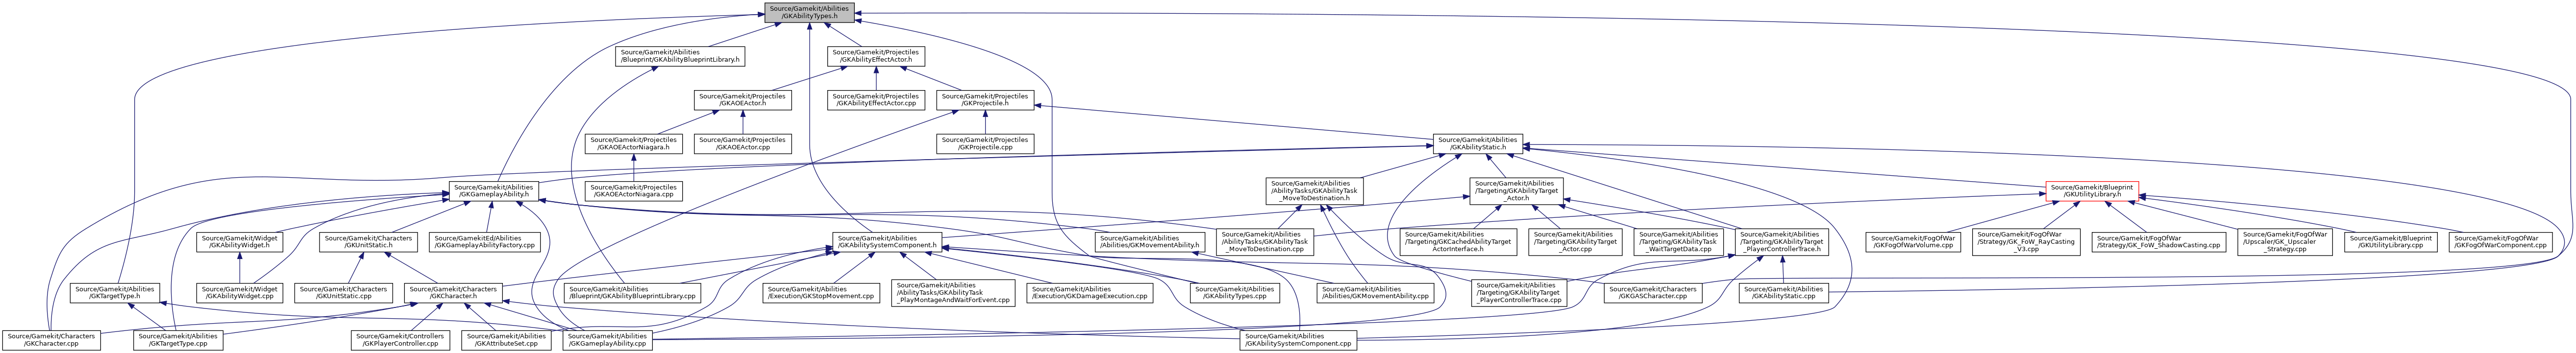 Source/Gamekit/Abilities
/GKAbilityTypes.h
Source/Gamekit/Abilities
/Blueprint/GKAbilityBlueprintLibrary.h
Source/Gamekit/Projectiles
/GKAbilityEffectActor.h
Source/Gamekit/Projectiles
/GKAOEActor.h
Source/Gamekit/Projectiles
/GKAbilityEffectActor.cpp
Source/Gamekit/Projectiles
/GKProjectile.h
Source/Gamekit/Projectiles
/GKAOEActorNiagara.h
Source/Gamekit/Projectiles
/GKAOEActor.cpp
Source/Gamekit/Projectiles
/GKProjectile.cpp
Source/Gamekit/Abilities
/GKAbilityStatic.h
Source/Gamekit/Abilities
/GKGameplayAbility.h
Source/Gamekit/Projectiles
/GKAOEActorNiagara.cpp
Source/Gamekit/Abilities
/AbilityTasks/GKAbilityTask
_MoveToDestination.h
Source/Gamekit/Abilities
/Targeting/GKAbilityTarget
_Actor.h
Source/Gamekit/Blueprint
/GKUtilityLibrary.h
Source/Gamekit/Widget
/GKAbilityWidget.h
Source/Gamekit/Characters
/GKUnitStatic.h
Source/GamekitEd/Abilities
/GKGameplayAbilityFactory.cpp
Source/Gamekit/Abilities
/GKAbilitySystemComponent.h
Source/Gamekit/Abilities
/Abilities/GKMovementAbility.h
Source/Gamekit/Abilities
/AbilityTasks/GKAbilityTask
_MoveToDestination.cpp
Source/Gamekit/Abilities
/Targeting/GKCachedAbilityTarget
ActorInterface.h
Source/Gamekit/Abilities
/Targeting/GKAbilityTarget
_Actor.cpp
Source/Gamekit/Abilities
/Targeting/GKAbilityTask
_WaitTargetData.cpp
Source/Gamekit/Abilities
/Targeting/GKAbilityTarget
_PlayerControllerTrace.h
Source/Gamekit/FogOfWar
/GKFogOfWarVolume.cpp
Source/Gamekit/FogOfWar
/Strategy/GK_FoW_RayCasting
_V3.cpp
Source/Gamekit/FogOfWar
/Strategy/GK_FoW_ShadowCasting.cpp
Source/Gamekit/FogOfWar
/Upscaler/GK_Upscaler
_Strategy.cpp
Source/Gamekit/Blueprint
/GKUtilityLibrary.cpp
Source/Gamekit/FogOfWar
/GKFogOfWarComponent.cpp
Source/Gamekit/Abilities
/GKTargetType.h
Source/Gamekit/Widget
/GKAbilityWidget.cpp
Source/Gamekit/Characters
/GKUnitStatic.cpp
Source/Gamekit/Characters
/GKCharacter.h
Source/Gamekit/Abilities
/Blueprint/GKAbilityBlueprintLibrary.cpp
Source/Gamekit/Abilities
/Execution/GKStopMovement.cpp
Source/Gamekit/Abilities
/AbilityTasks/GKAbilityTask
_PlayMontageAndWaitForEvent.cpp
Source/Gamekit/Abilities
/Execution/GKDamageExecution.cpp
Source/Gamekit/Abilities
/GKAbilityTypes.cpp
Source/Gamekit/Abilities
/Abilities/GKMovementAbility.cpp
Source/Gamekit/Abilities
/Targeting/GKAbilityTarget
_PlayerControllerTrace.cpp
Source/Gamekit/Characters
/GKGASCharacter.cpp
Source/Gamekit/Abilities
/GKAbilityStatic.cpp
Source/Gamekit/Characters
/GKCharacter.cpp
Source/Gamekit/Abilities
/GKTargetType.cpp
Source/Gamekit/Controllers
/GKPlayerController.cpp
Source/Gamekit/Abilities
/GKAttributeSet.cpp
Source/Gamekit/Abilities
/GKGameplayAbility.cpp
Source/Gamekit/Abilities
/GKAbilitySystemComponent.cpp